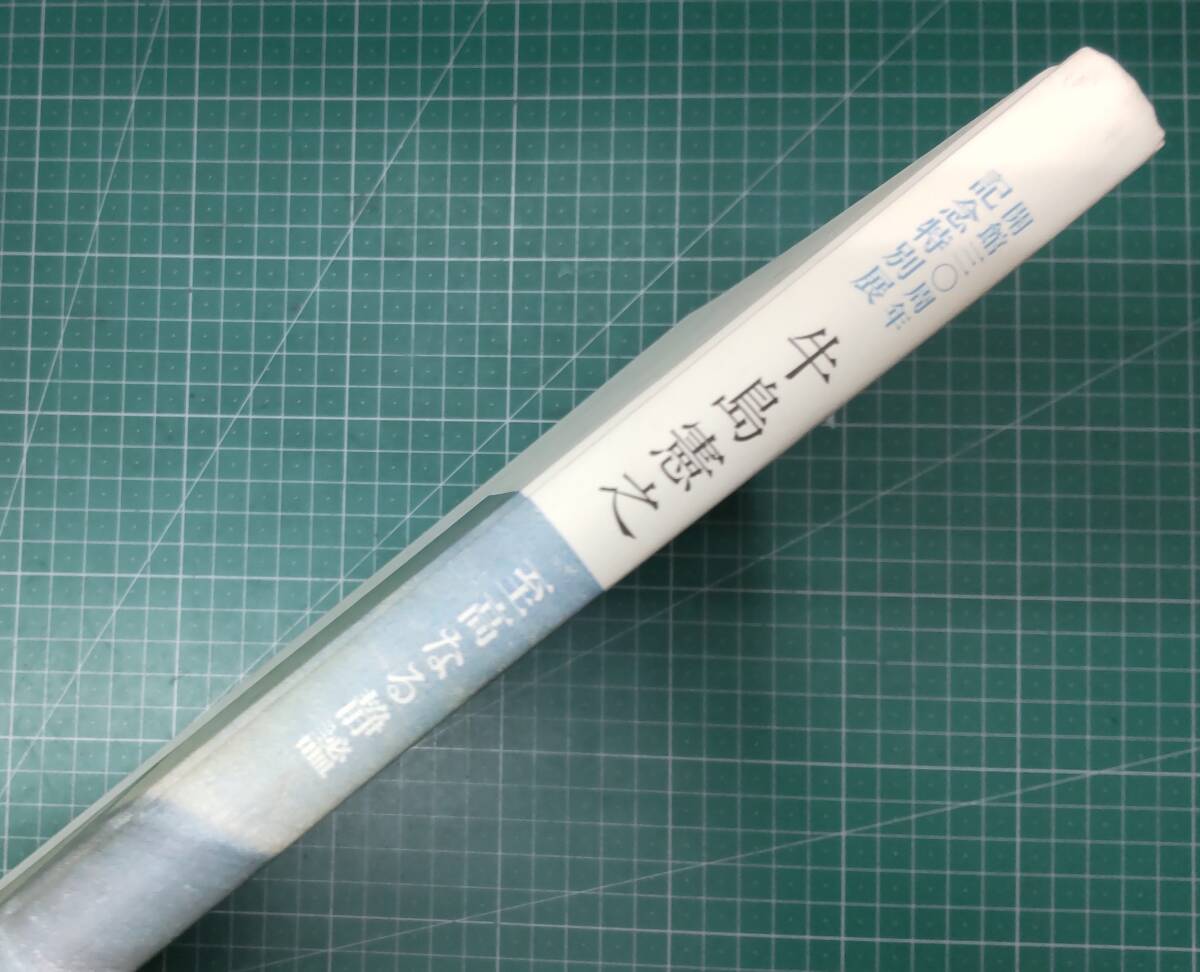 開館三〇周年
記念特別展
牛島憲之
至高なる静謐